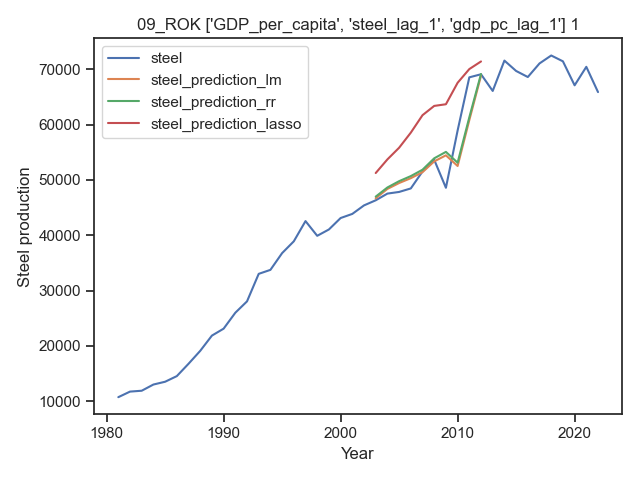 09_ROK ['GDP_per_capita', 'steel_lag_1', 'gdp_pc_lag_1'] 1
steel
steel_prediction_lm
steel_prediction_rr
steel_prediction_lasso
70000
60000
50000
40000
30000
20000
10000
Steel production
1980
1990
2000
2010
2020
Year